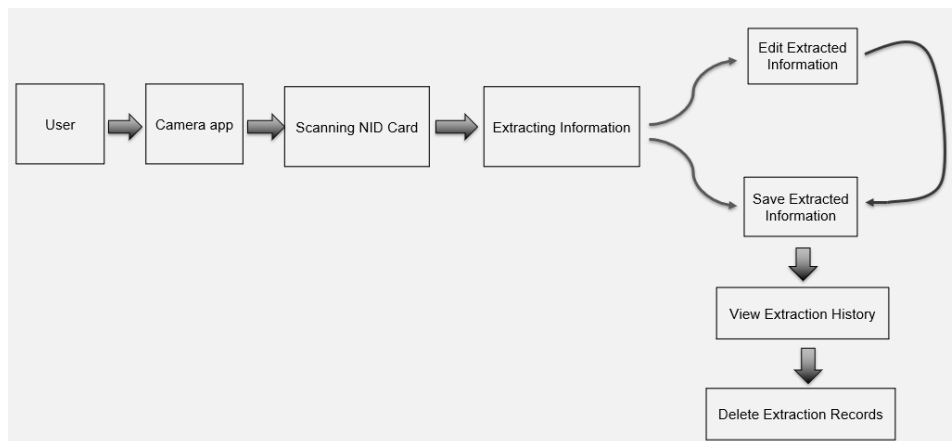 User
Camera app
Scanning NID Card
Extracting Information
Edit Extracted
Information
Save Extracted
Information
View Extraction History
Delete Extraction Records